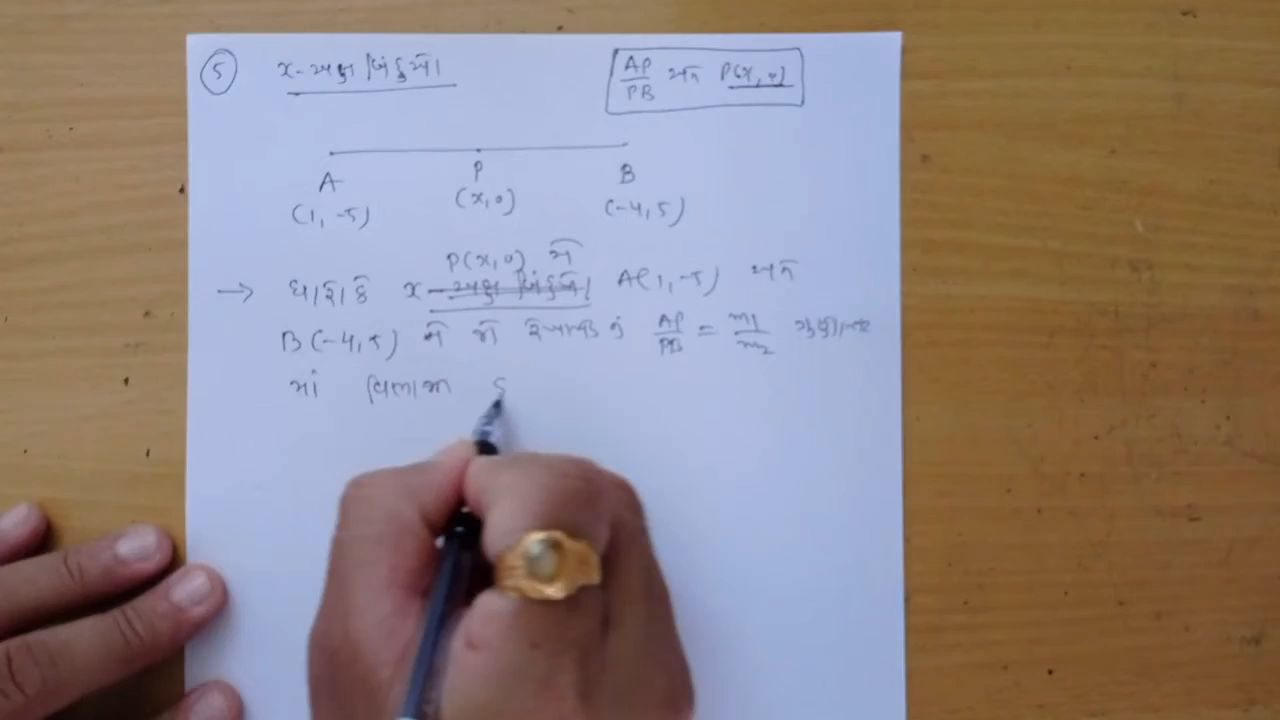 5 x-અક્ષ બિંદુએ
AP/PB અને P(x, y)
A P B
(1, -5) (x, 0) (-4, 5)
P(x, 0) એ
→ ધારો કે x-અક્ષ બિંદુએ A(1, -5) અને
B(-4, 5) ને જો રેખાખંડ નું AP/PB = m1/m2 ગુણોત્તર
માં વિભાજન